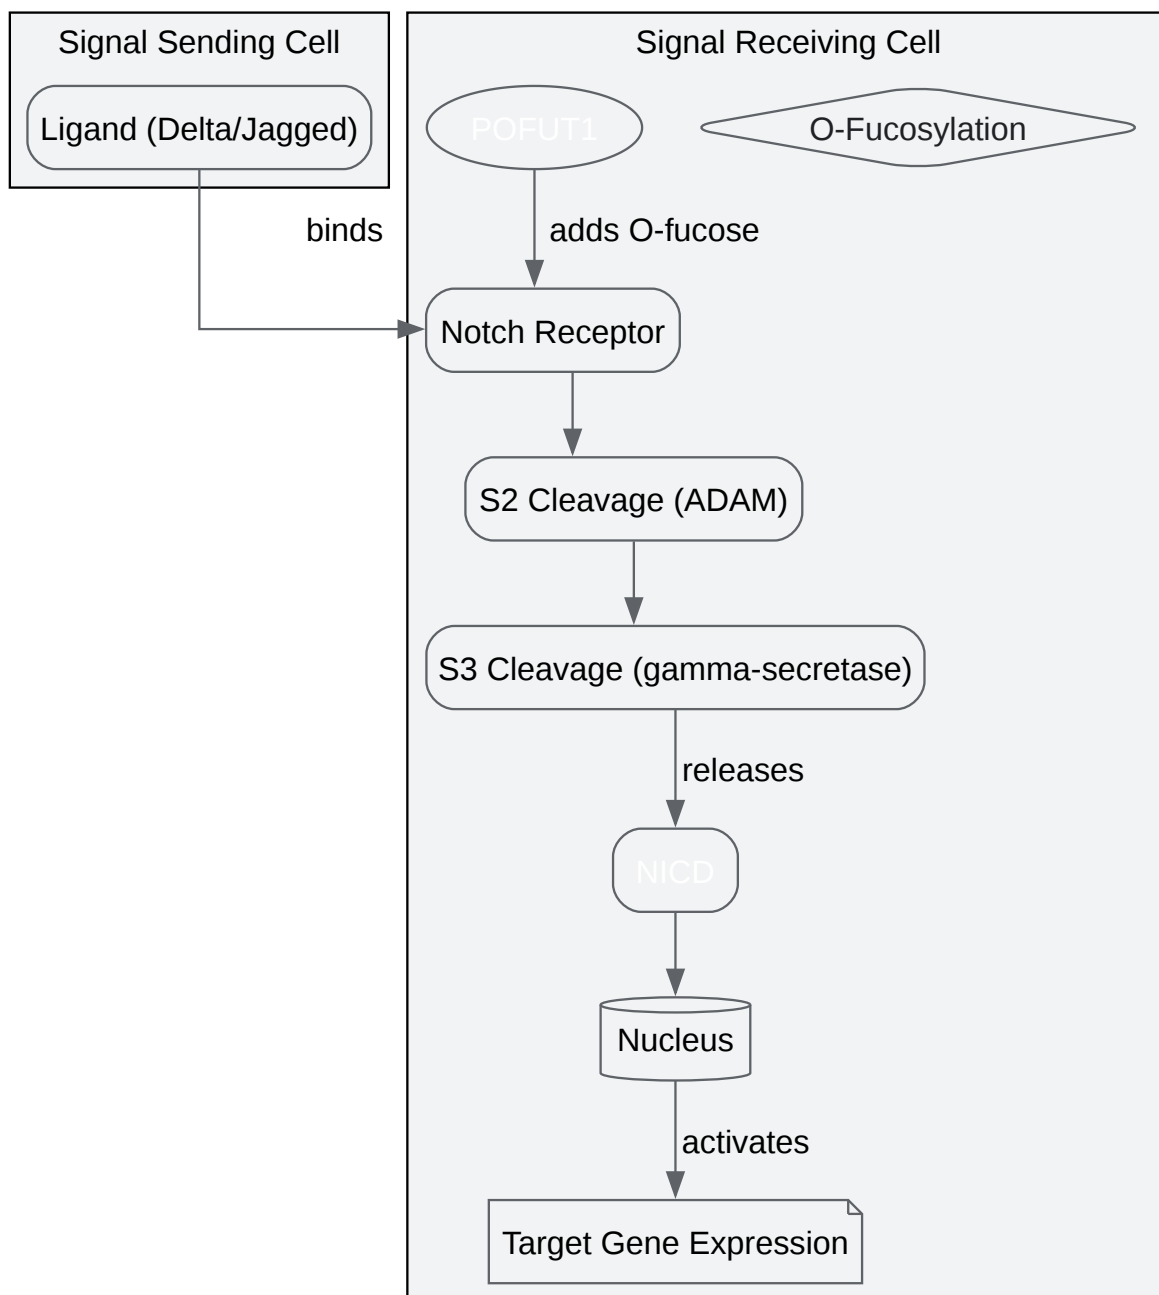 Signal Sending Cell
Signal Receiving Cell
Ligand (Delta/Jagged)
POFUT1
O-Fucosylation
binds
adds O-fucose
Notch Receptor
S2 Cleavage (ADAM)
S3 Cleavage (gamma-secretase)
releases
NICD
Nucleus
activates
Target Gene Expression